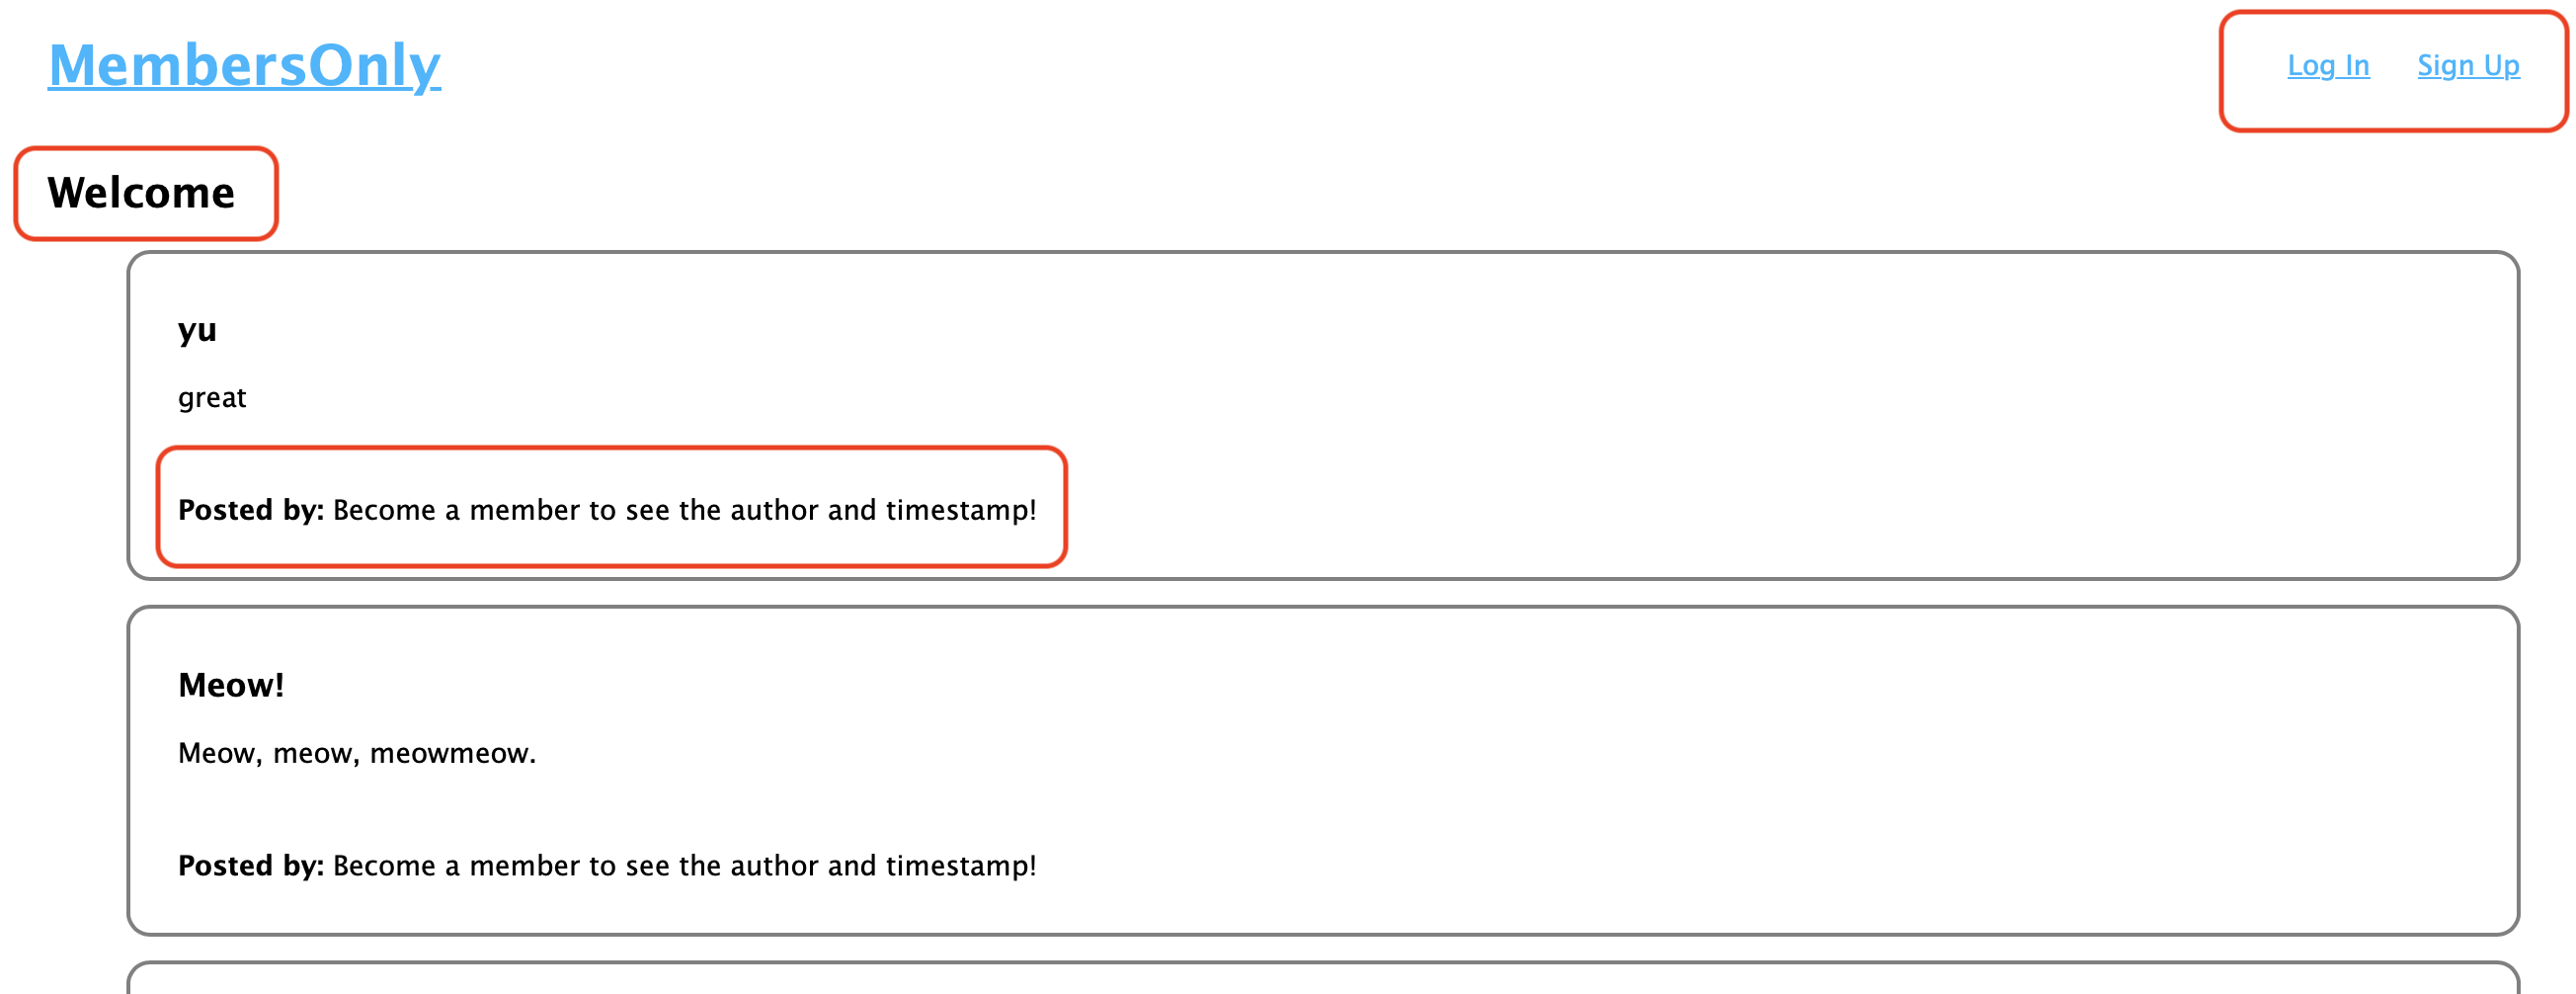 MembersOnly
Log In Sign Up
Welcome
yu
great
Posted by: Become a member to see the author and timestamp!
Meow!
Meow, meow, meowmeow.
Posted by: Become a member to see the author and timestamp!